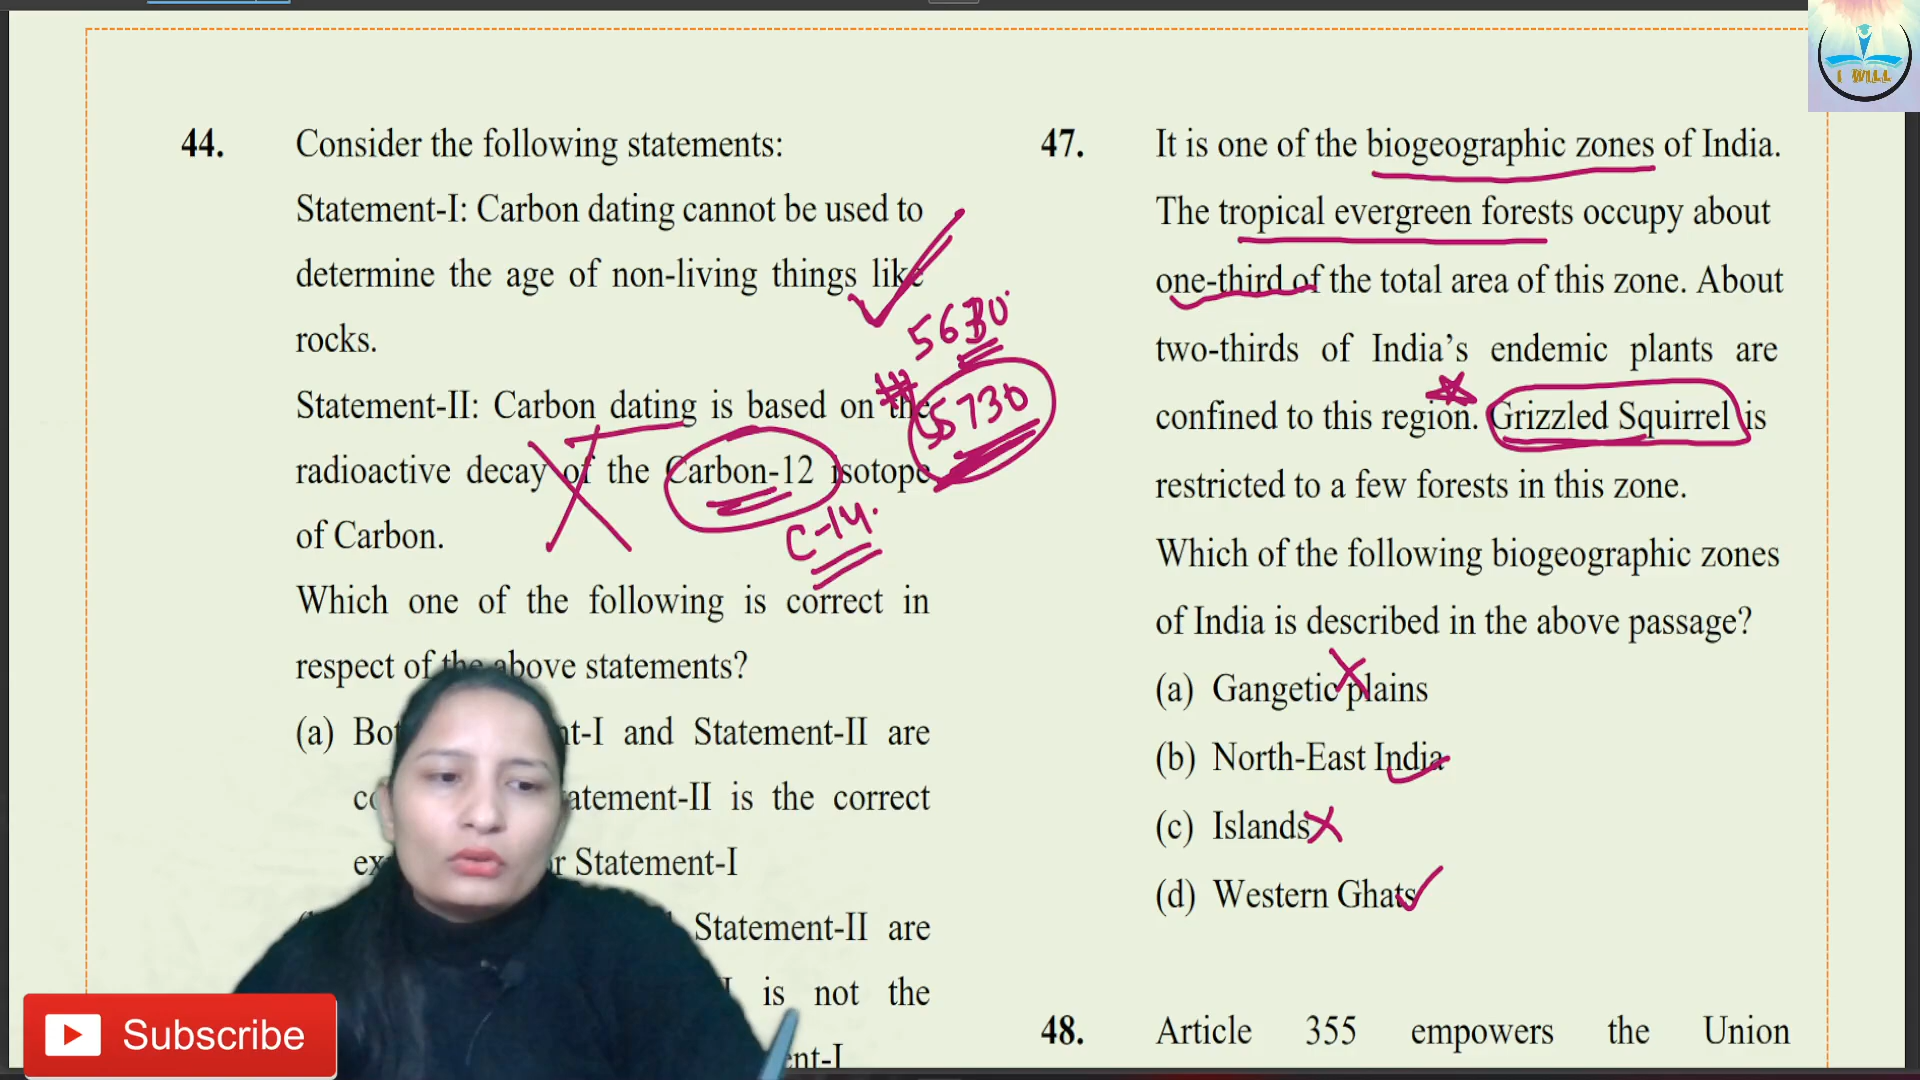 I WILL
44.
Consider the following statements:
Statement-I: Carbon dating cannot be used to
determine the age of non-living things like
rocks.
5630
Statement-II: Carbon dating is based on the
5730
radioactive decay of the Carbon-12 isotope
C-14.
of Carbon.
Which one of the following is correct in
respect of the above statements?
(a) and Statement-II are
is the correct
Statement-I
Statement-II are
is not the
47.
It is one of the biogeographic zones of India.
The tropical evergreen forests occupy about
one-third of the total area of this zone. About
two-thirds of India's endemic plants are
confined to this region. Grizzled Squirrel is
restricted to a few forests in this zone.
Which of the following biogeographic zones
of India is described in the above passage?
(a) Gangetic plains
(b) North-East India
(c) Islands
(d) Western Ghats
48.
Article 355 empowers the Union
Subscribe